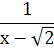 1
x − √2